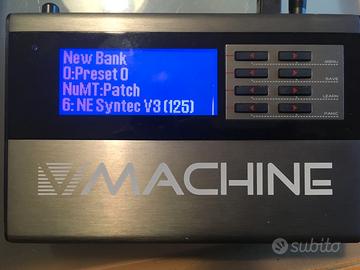 New Bank
0:Preset 0
NuMT:Patch
6: NE Syntec V3 (125)
MENU
SAVE
LEARN
PANIC
VMACHINE
subito